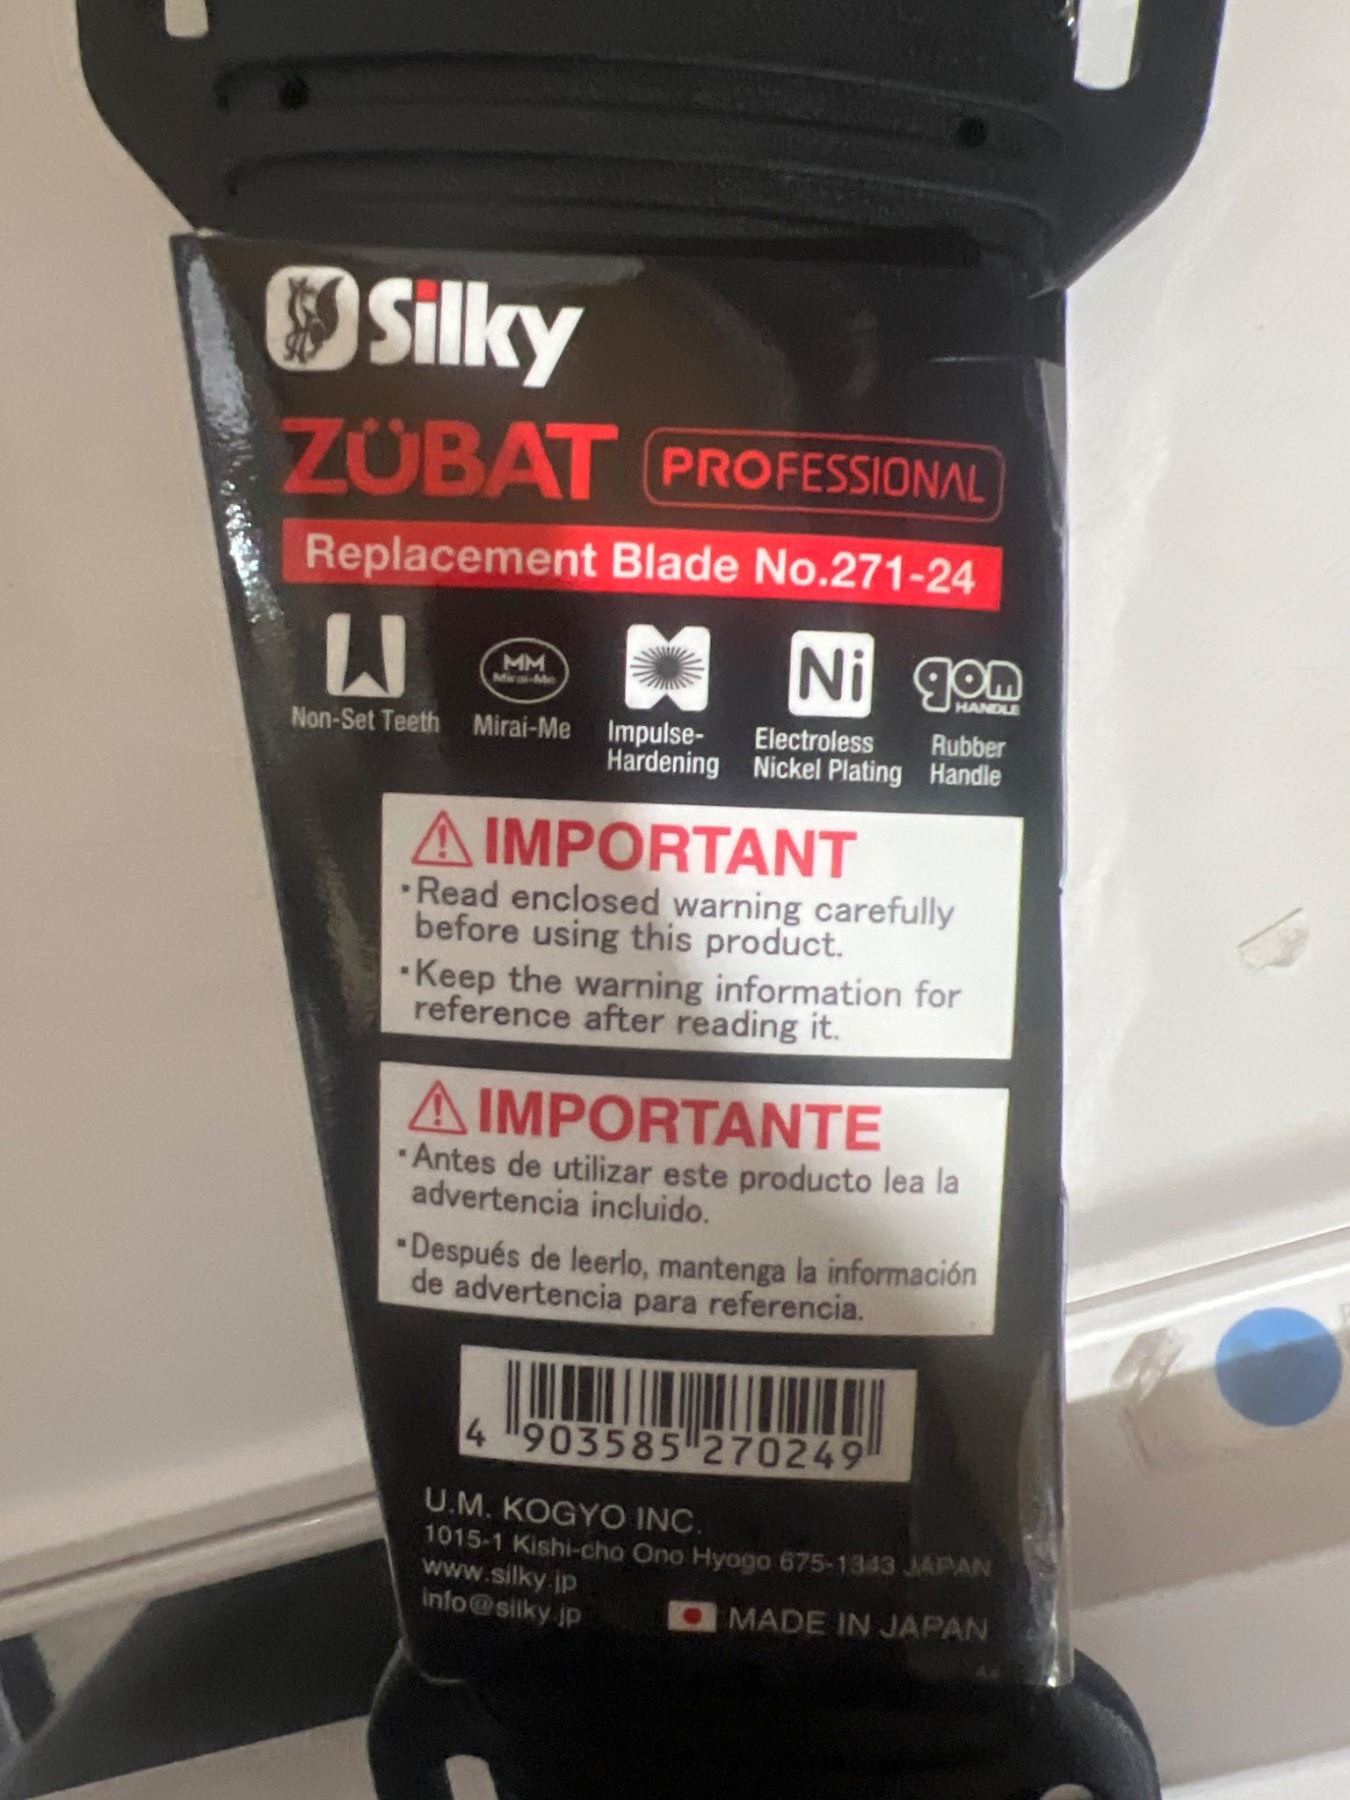 Silky
ZÜBAT PROFESSIONAL
Replacement Blade No.271-24
MM
Mirai-Me
Ni
gom
HANDLE
Non-Set Teeth
Mirai-Me
Impulse-
Hardening
Electroless
Nickel Plating
Rubber
Handle
⚠ IMPORTANT
・Read enclosed warning carefully
before using this product.
・Keep the warning information for
reference after reading it.
⚠ IMPORTANTE
・Antes de utilizar este producto lea la
advertencia incluido.
・Después de leerlo, mantenga la información
de advertencia para referencia.
4 903585 270249
U.M. KOGYO INC.
1015-1 Kishi-cho Ono Hyogo 675-1343 JAPAN
www.silky.jp
info@silky.jp
MADE IN JAPAN